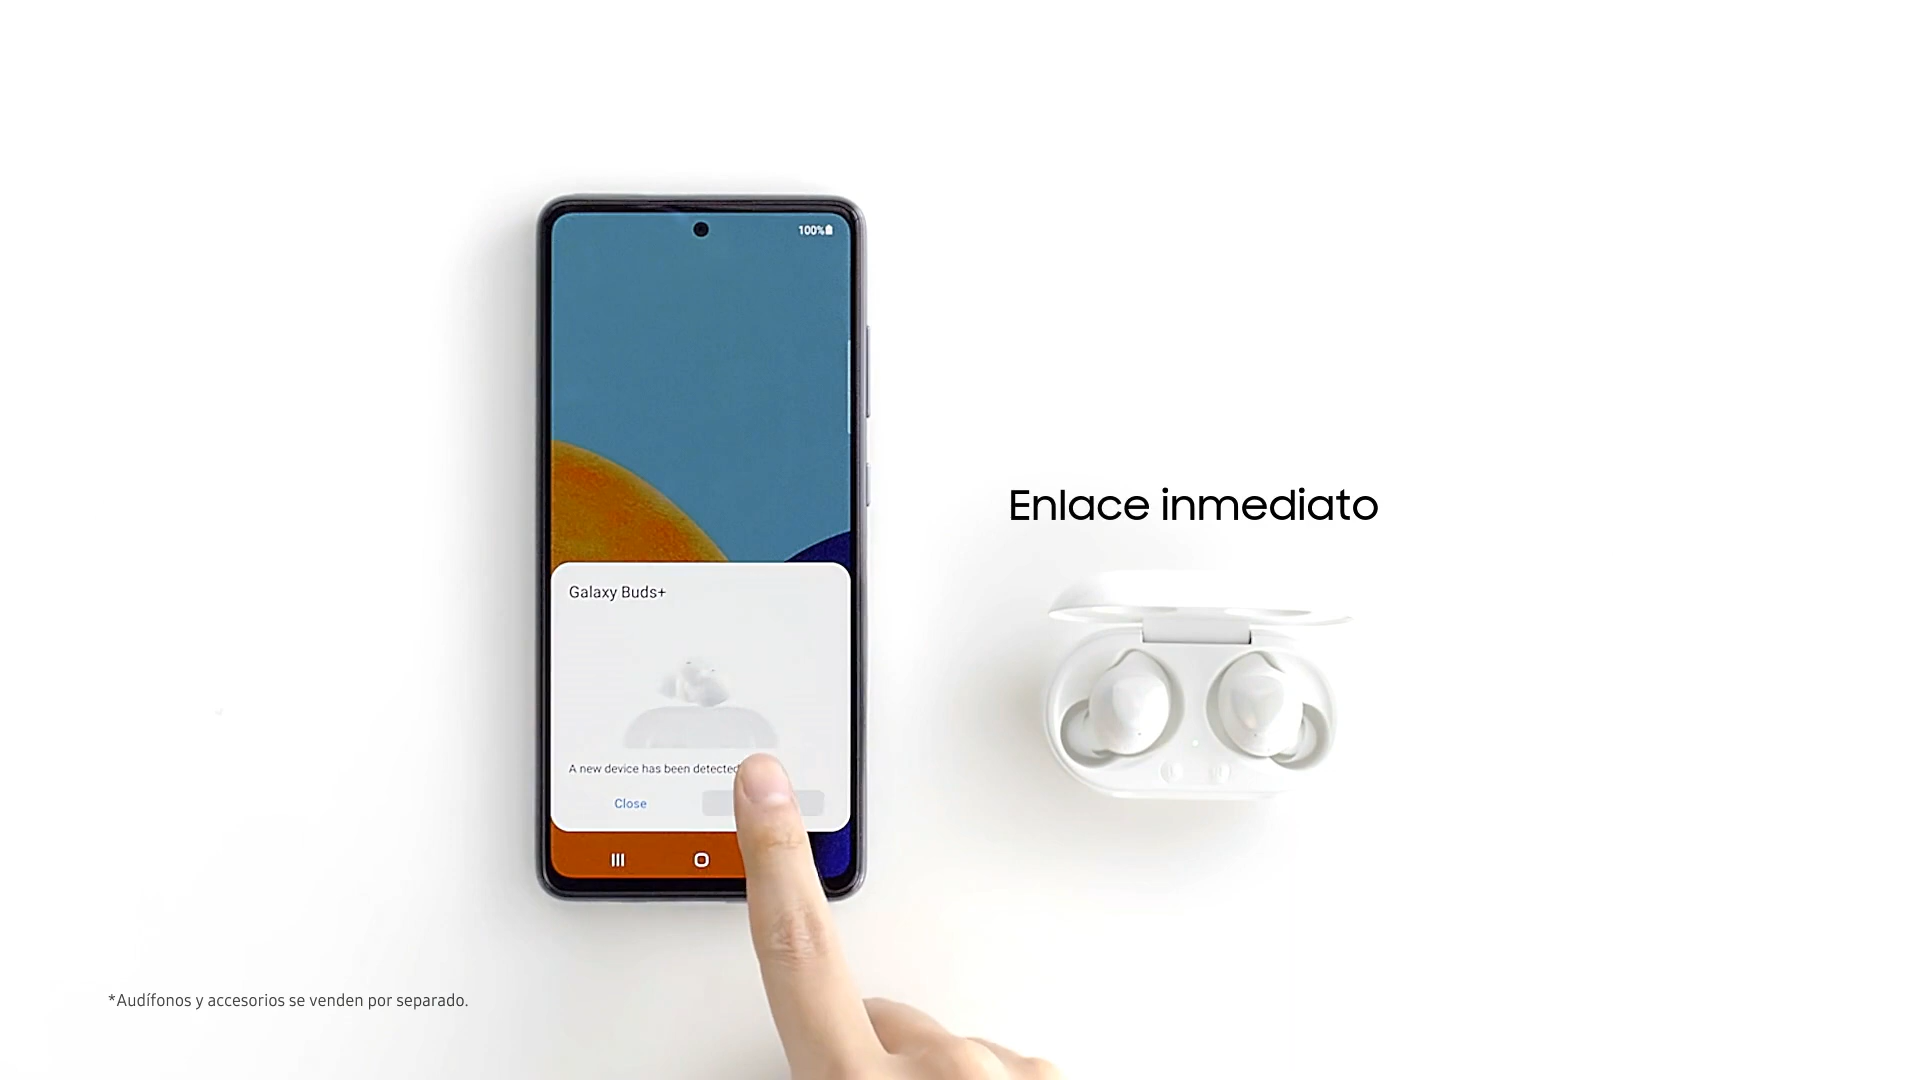 100%
Enlace inmediato
Galaxy Buds+
A new device has been detected
Close
*Audífonos y accesorios se venden por separado.